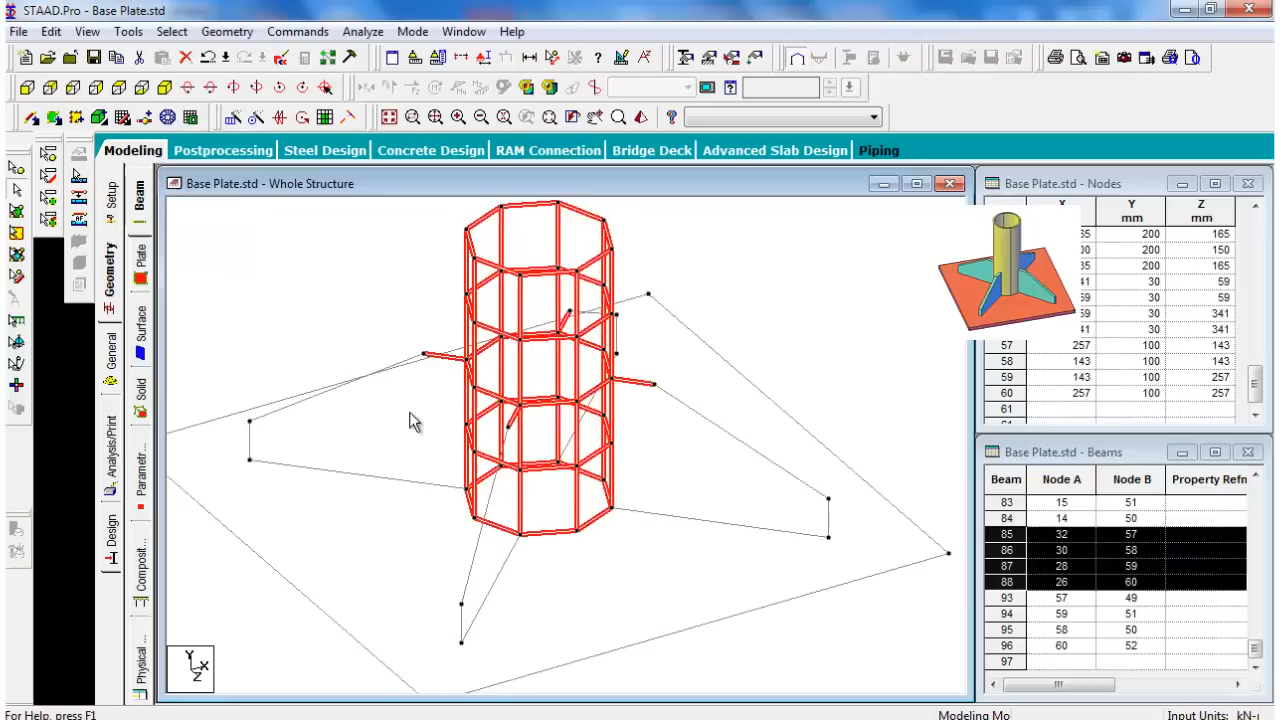 STAAD.Pro - Base Plate.std
File Edit View Tools Select Geometry Commands Analyze Mode Window Help
Modeling Postprocessing Steel Design Concrete Design RAM Connection Bridge Deck Advanced Slab Design Piping
Setup
Geometry
General
Analysis/Print
Design
Beam
Plate
Surface
Solid
Parametr...
Composit...
Physical ...
Base Plate.std - Whole Structure
Y
X
Z
Base Plate.std - Nodes
X Y Z
mm mm
65 200 165
00 200 150
200 165
30 59
59 30 341
41 30 341
57 143 100 143
58 257 100 143
59 143 100 257
60 257 100 257
61
Base Plate.std - Beams
Beam Node A Node B Property Refn
83 15 51
84 14 50
85 32 57
86 30 58
87 28 59
88 26 60
93 57 49
94 59 51
95 58 50
96 60 52
97
For Help, press F1
Modeling Mo
Input Units: kN-